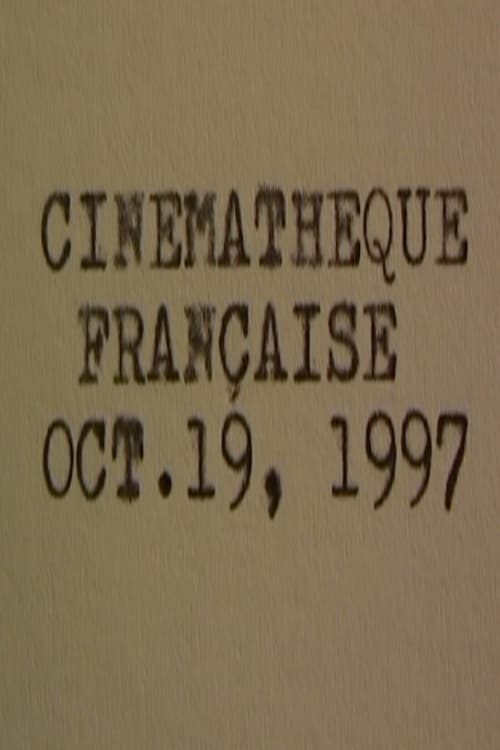 CINEMATHEQUE
FRANÇAISE
OCT.19, 1997